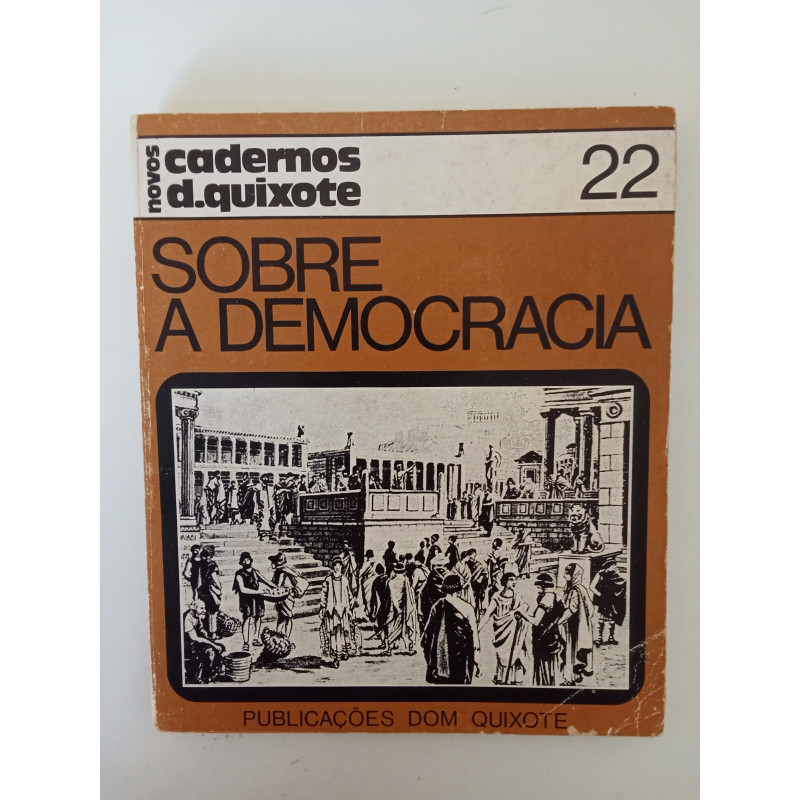 novos
cadernos
d.quixote
22
SOBRE
A DEMOCRACIA
PUBLICAÇÕES DOM QUIXOTE